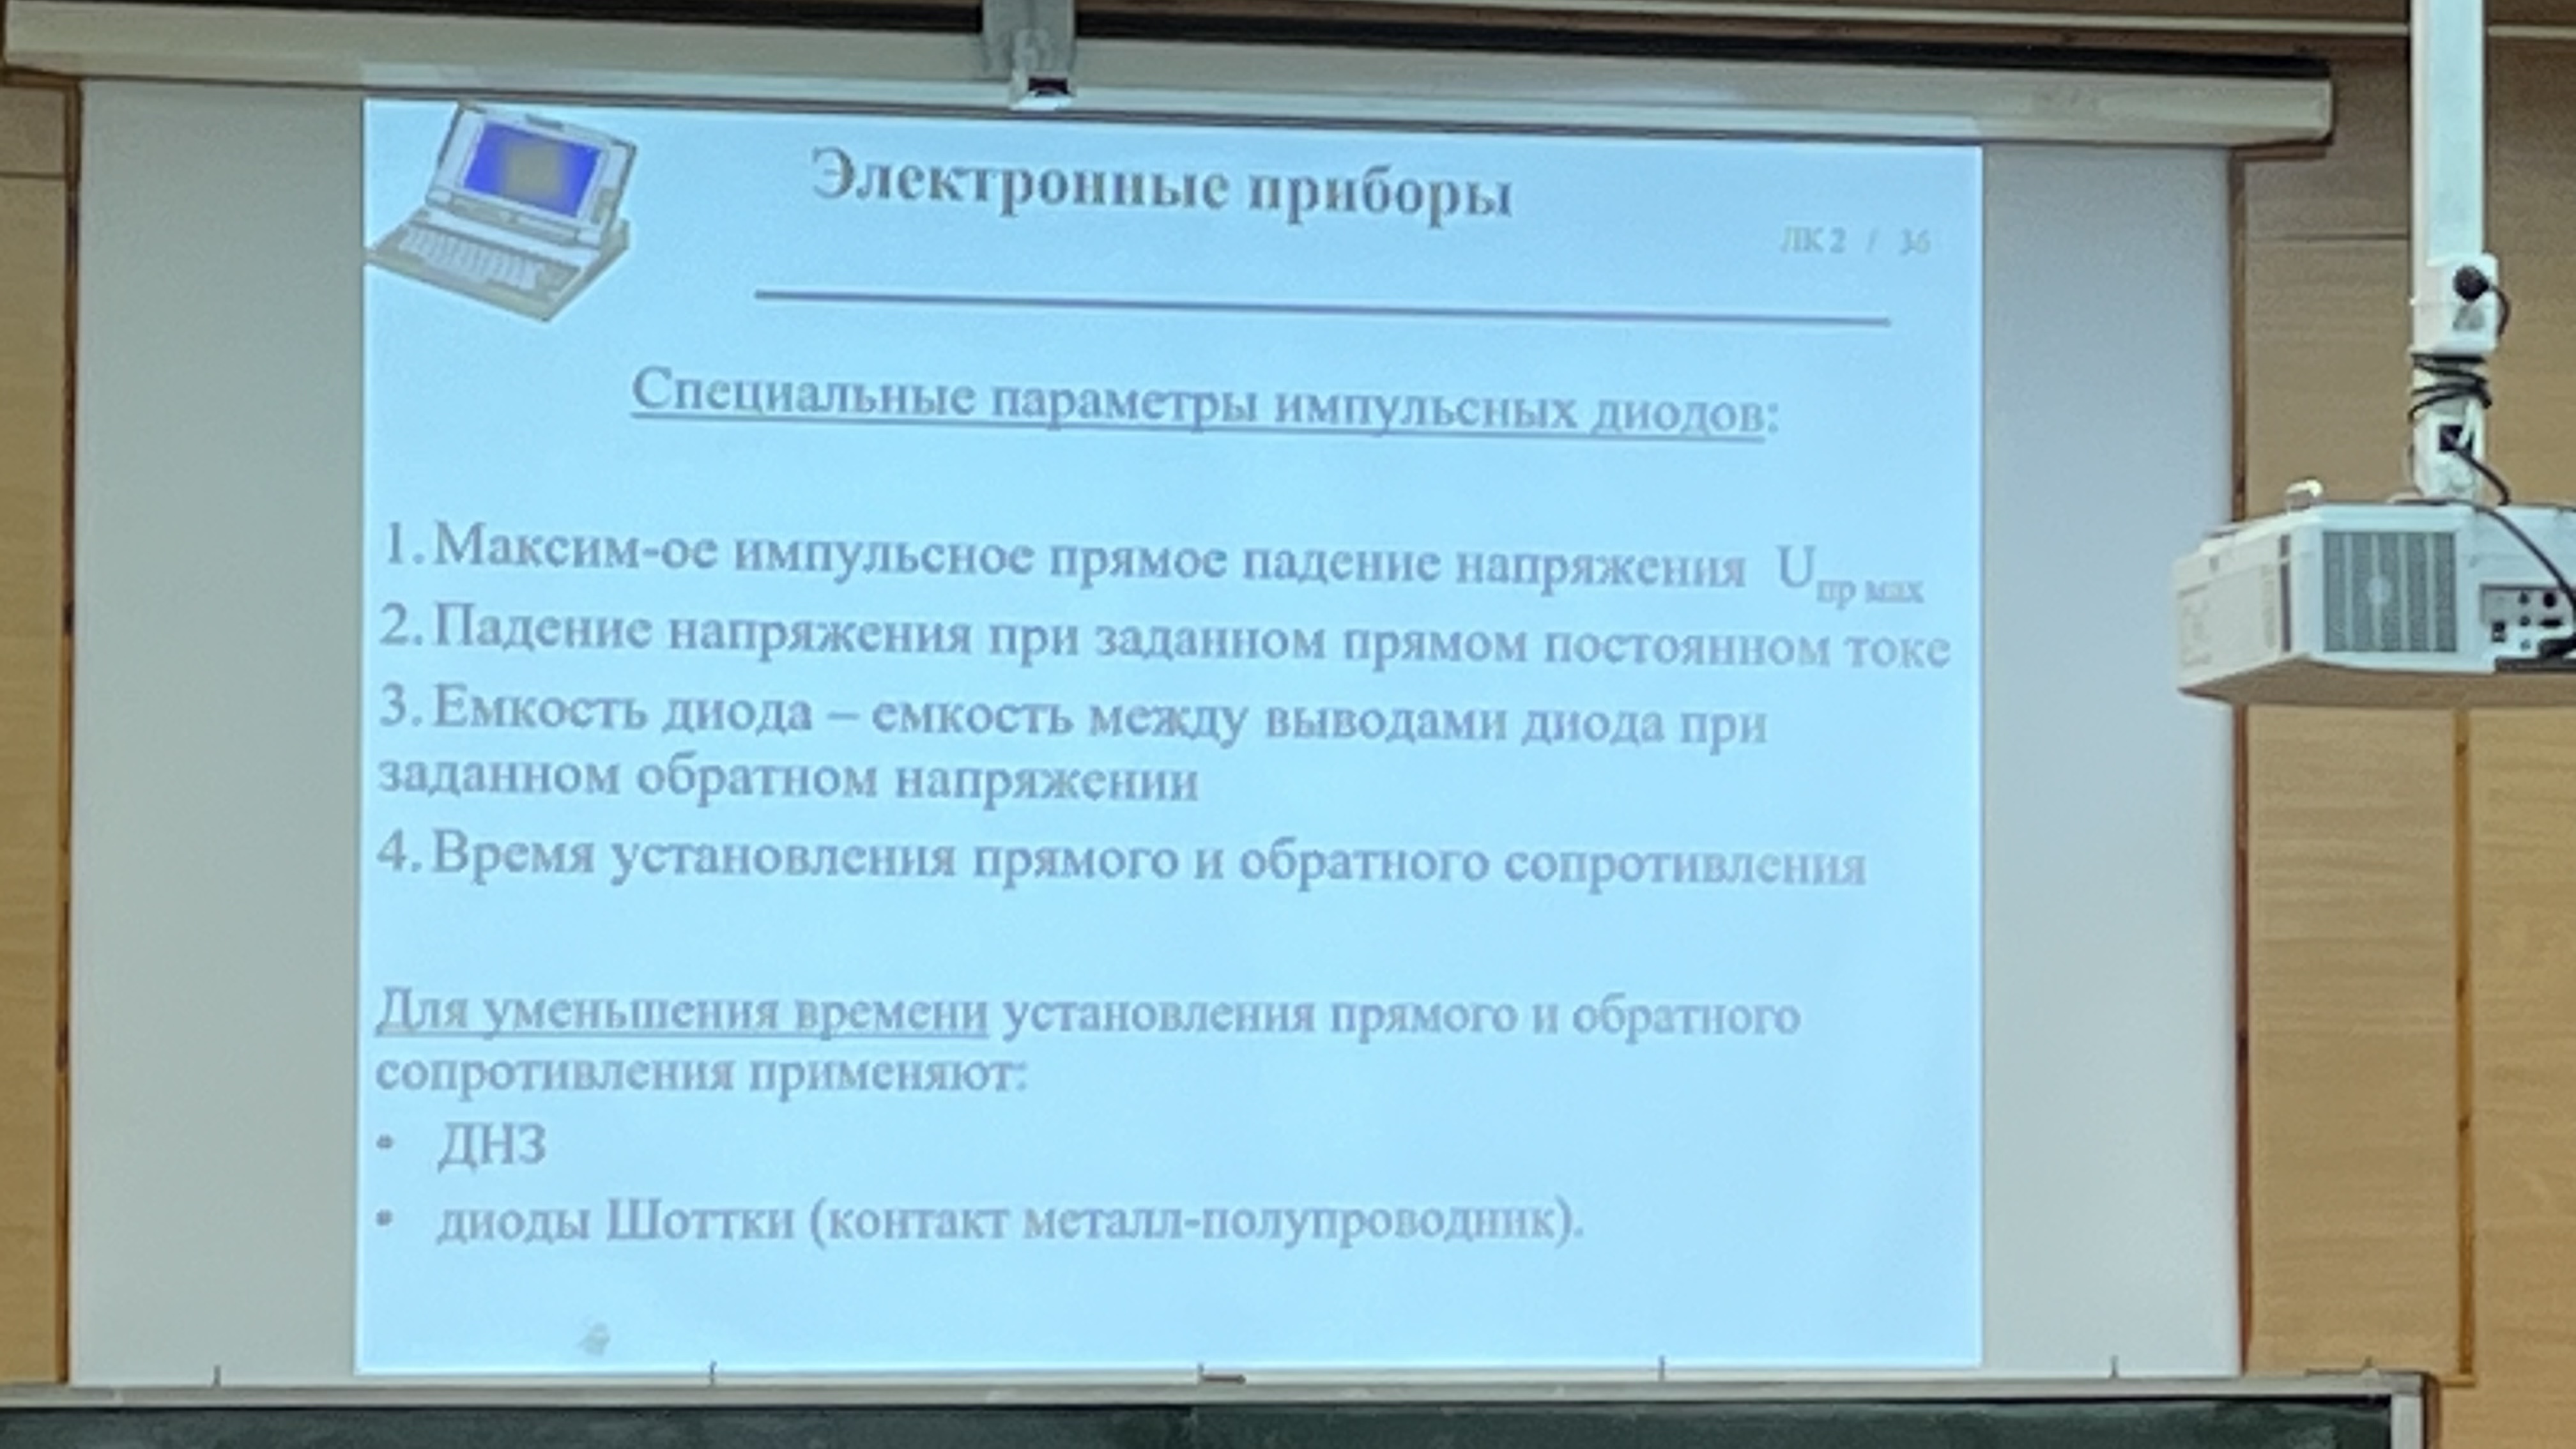 Электронные приборы
ЛК 2 / 36
Специальные параметры импульсных диодов:
1. Максим-ое импульсное прямое падение напряжения U пр мах
2. Падение напряжения при заданном прямом постоянном токе
3. Емкость диода – емкость между выводами диода при
заданном обратном напряжении
4. Время установления прямого и обратного сопротивления
Для уменьшения времени установления прямого и обратного
сопротивления применяют:
• ДНЗ
• диоды Шоттки (контакт металл-полупроводник).